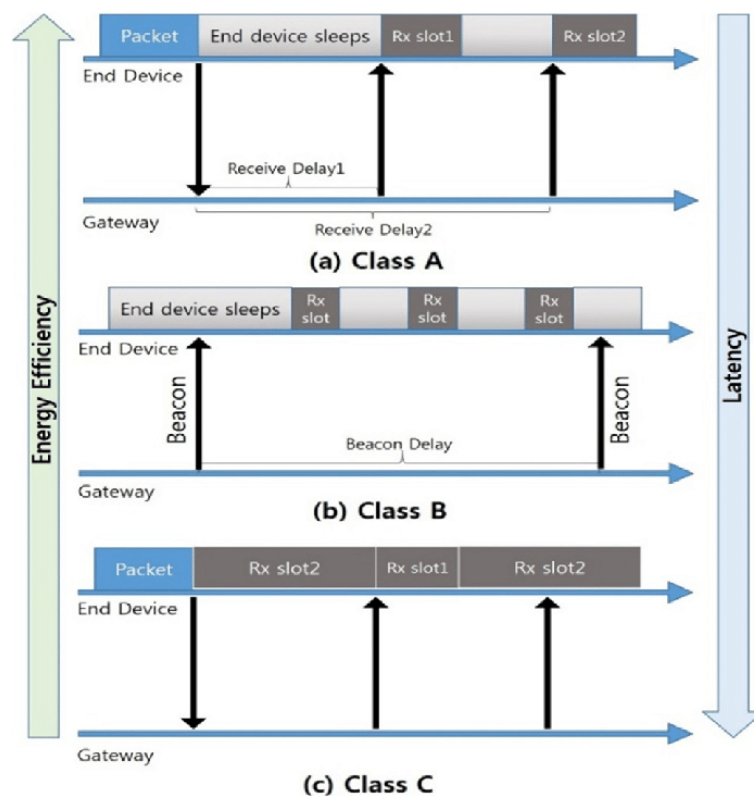 Packet
End device sleeps
Rx slot1
Rx slot2
End Device
Receive Delay1
Gateway
Receive Delay2
(a) Class A
End device sleeps
Rx
slot
Rx
slot
Rx
slot
End Device
Beacon
Beacon
Beacon Delay
Gateway
(b) Class B
Packet
Rx slot2
Rx slot1
Rx slot2
End Device
Gateway
(c) Class C
Energy Efficiency
Latency